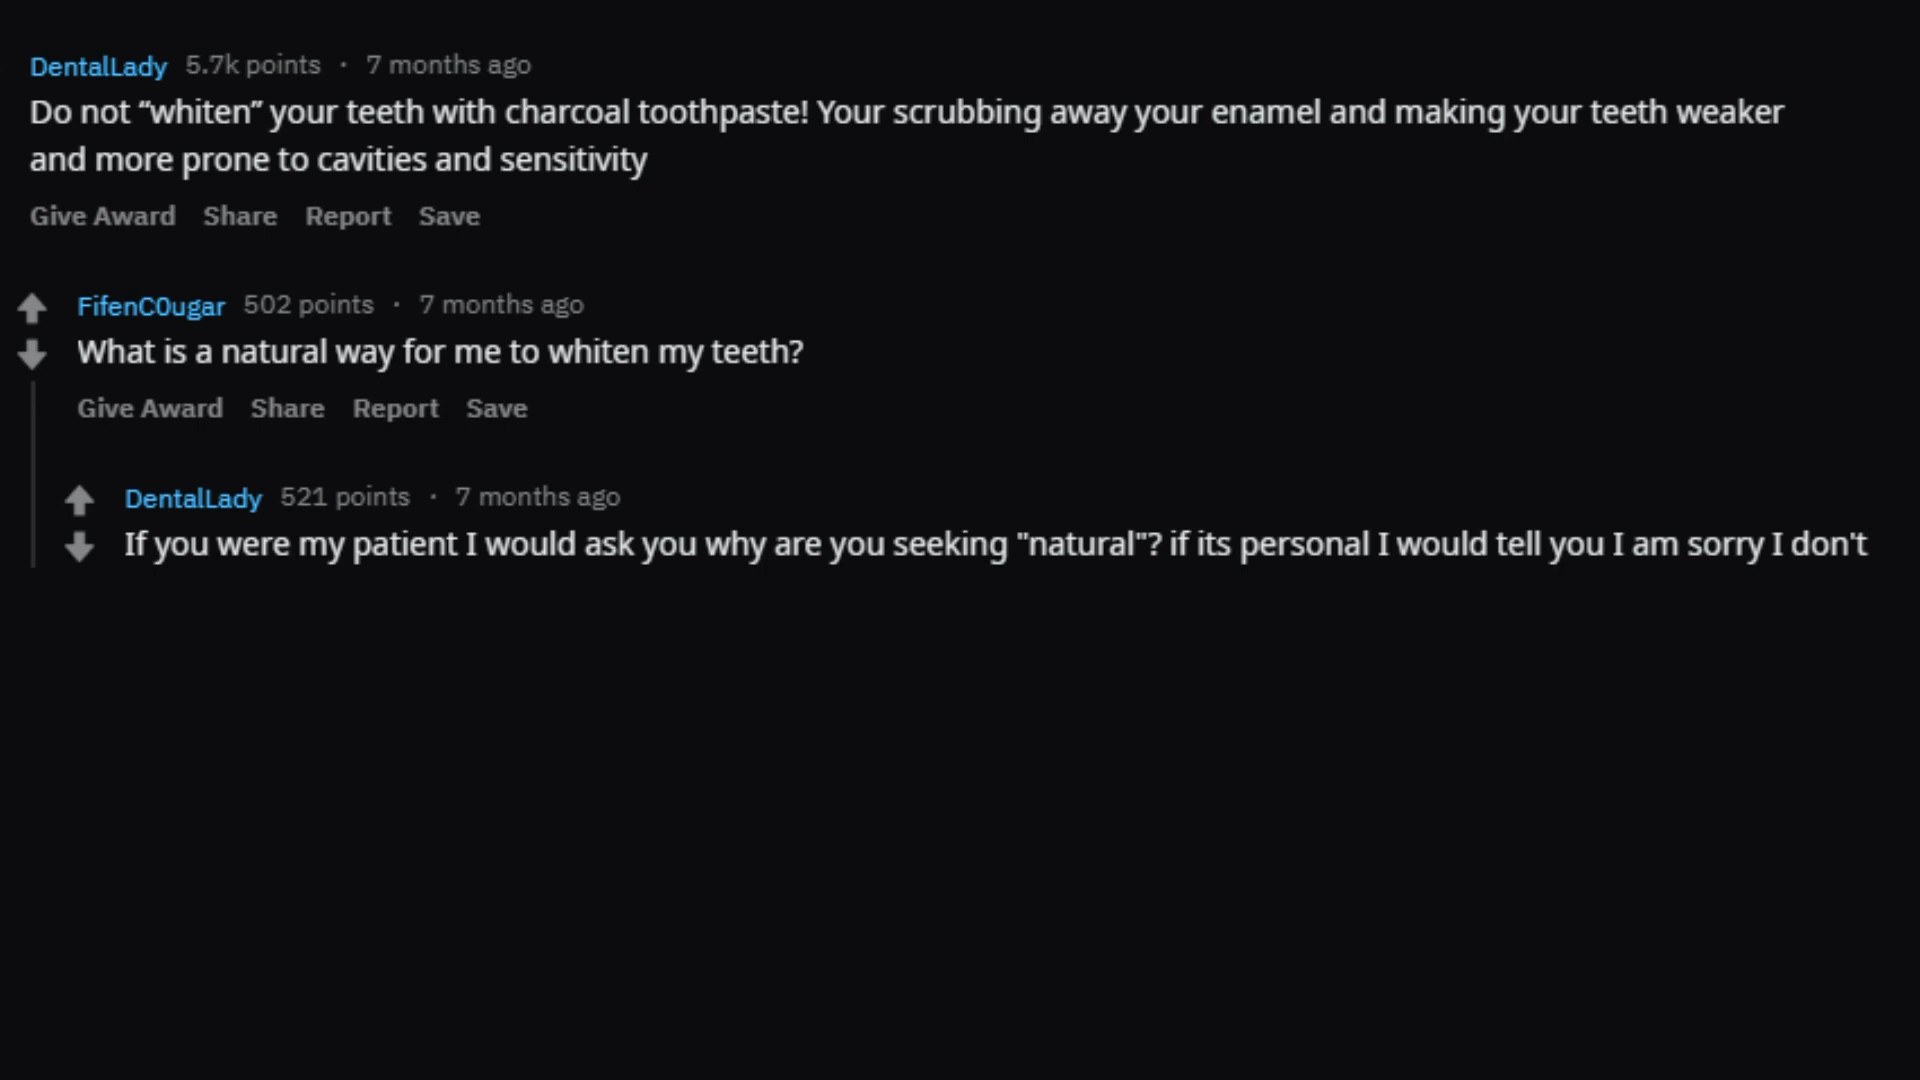 DentalLady 5.7k points · 7 months ago
Do not “whiten” your teeth with charcoal toothpaste! Your scrubbing away your enamel and making your teeth weaker
and more prone to cavities and sensitivity
Give Award Share Report Save
FifenC0ugar 502 points · 7 months ago
What is a natural way for me to whiten my teeth?
Give Award Share Report Save
DentalLady 521 points · 7 months ago
If you were my patient I would ask you why are you seeking "natural"? if its personal I would tell you I am sorry I don't